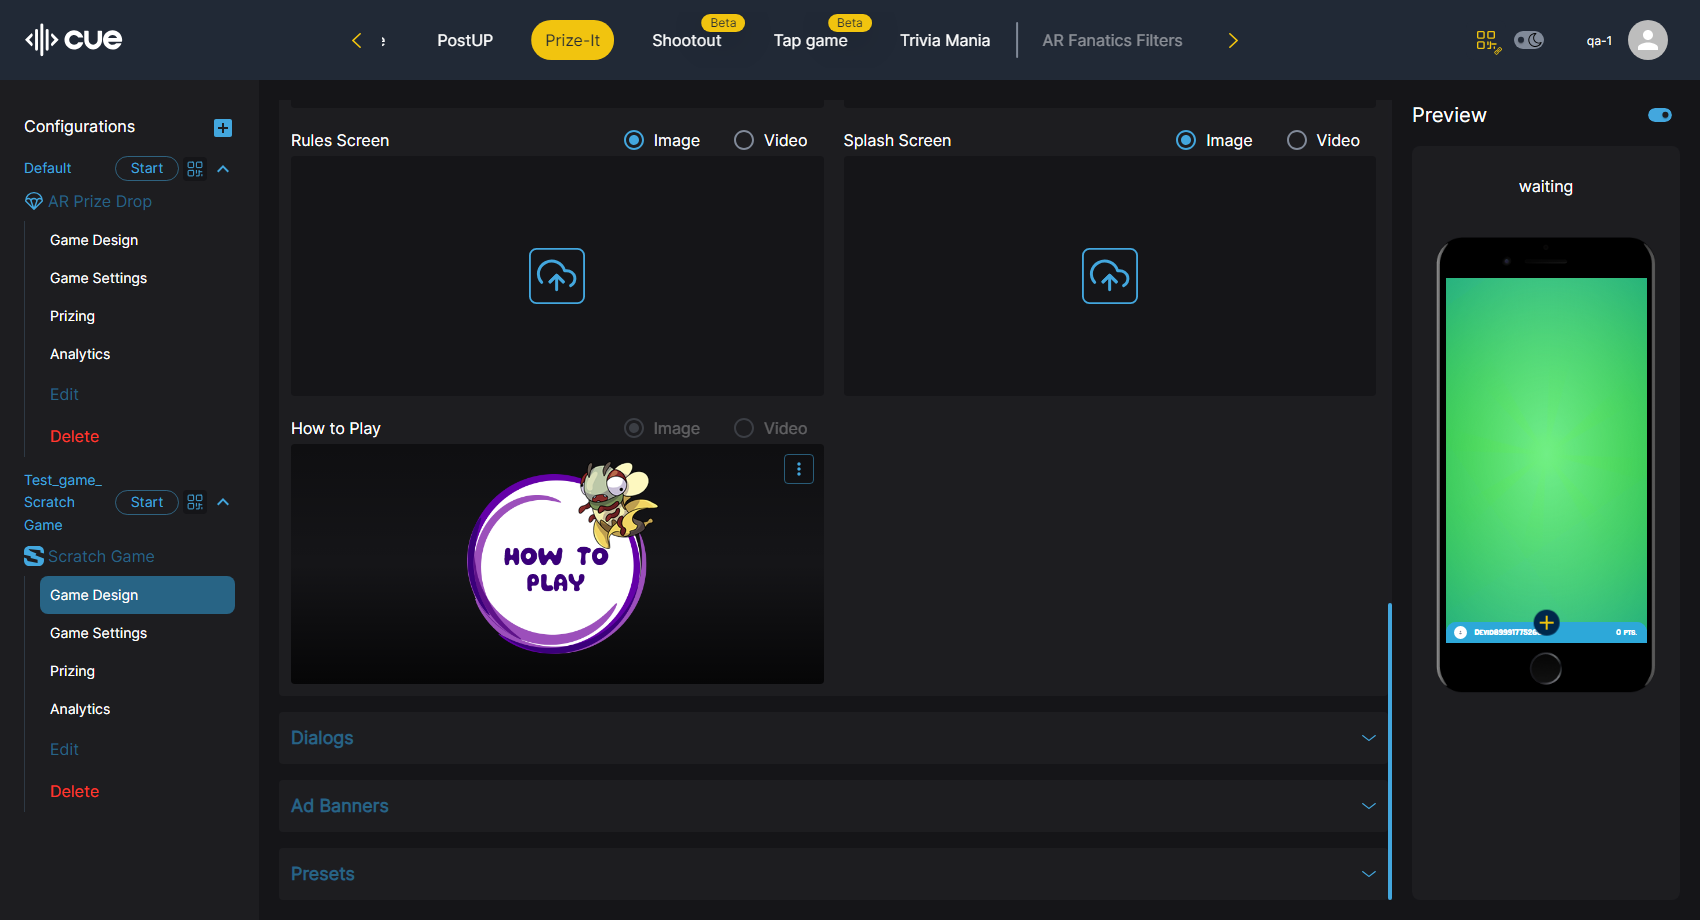 cue
PostUP
Prize-It
Beta
Shootout
Beta
Tap game
Trivia Mania
AR Fanatics Filters
qa-1
Configurations
Default
Start
AR Prize Drop
Game Design
Game Settings
Prizing
Analytics
Edit
Delete
Test_game_
Scratch
Game
Start
Scratch Game
Game Design
Game Settings
Prizing
Analytics
Edit
Delete
Rules Screen
Image
Video
Splash Screen
Image
Video
How to Play
Image
Video
HOW TO
PLAY
Dialogs
Ad Banners
Presets
Preview
waiting
0 PTS.